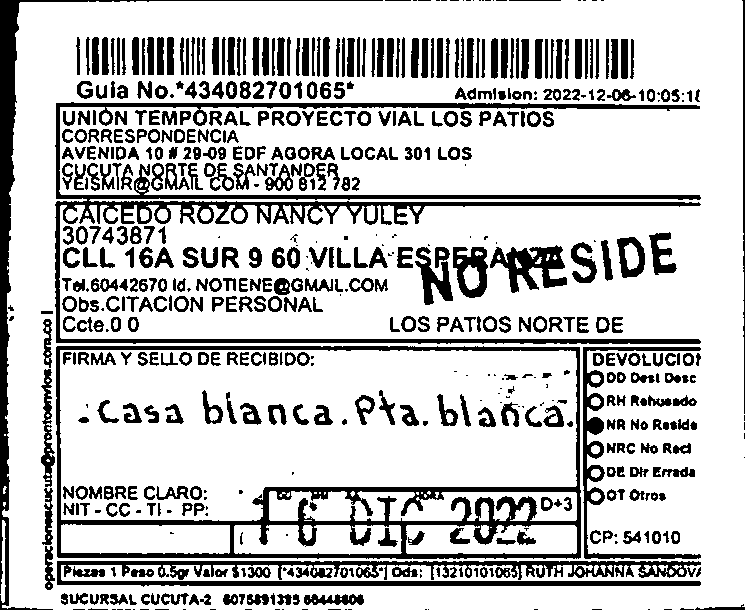 Guia No.*434082701065*
Admision: 2022-12-06-10:05:18
UNION TEMPORAL PROYECTO VIAL LOS PATIOS
CORRESPONDENCIA
AVENIDA 10 # 29-09 EDF AGORA LOCAL 301 LOS
CUCUTA NORTE DE SANTANDER
YEISMIR@GMAIL COM - 900 812 782
CAICEDO ROZO NANCY YULEY
30743871
CLL 16A SUR 9 60 VILLA ESPERANZA
NO RESIDE
Tel.60442670 Id. NOTIENE@GMAIL.COM
Obs.CITACION PERSONAL
Ccte.0 0
LOS PATIOS NORTE DE
FIRMA Y SELLO DE RECIBIDO:
.Casa blanca.Pta.blanca.
NOMBRE CLARO:
NIT - CC - TI - PP:
DD MM AA HORA
16 DIC 2022
D+3
DEVOLUCION
DD Dest Desc
RH Rehusado
NR No Reside
NRC No Recl
DE Dir Errada
OT Otros
CP: 541010
Piezas 1 Peso 0.5gr Valor $1300 [*434082701065*] Ods: [13210101065] RUTH JOHANNA SANDOVA
SUCURSAL CUCUTA-2
operacionescucuta@prontoenvios.com.co